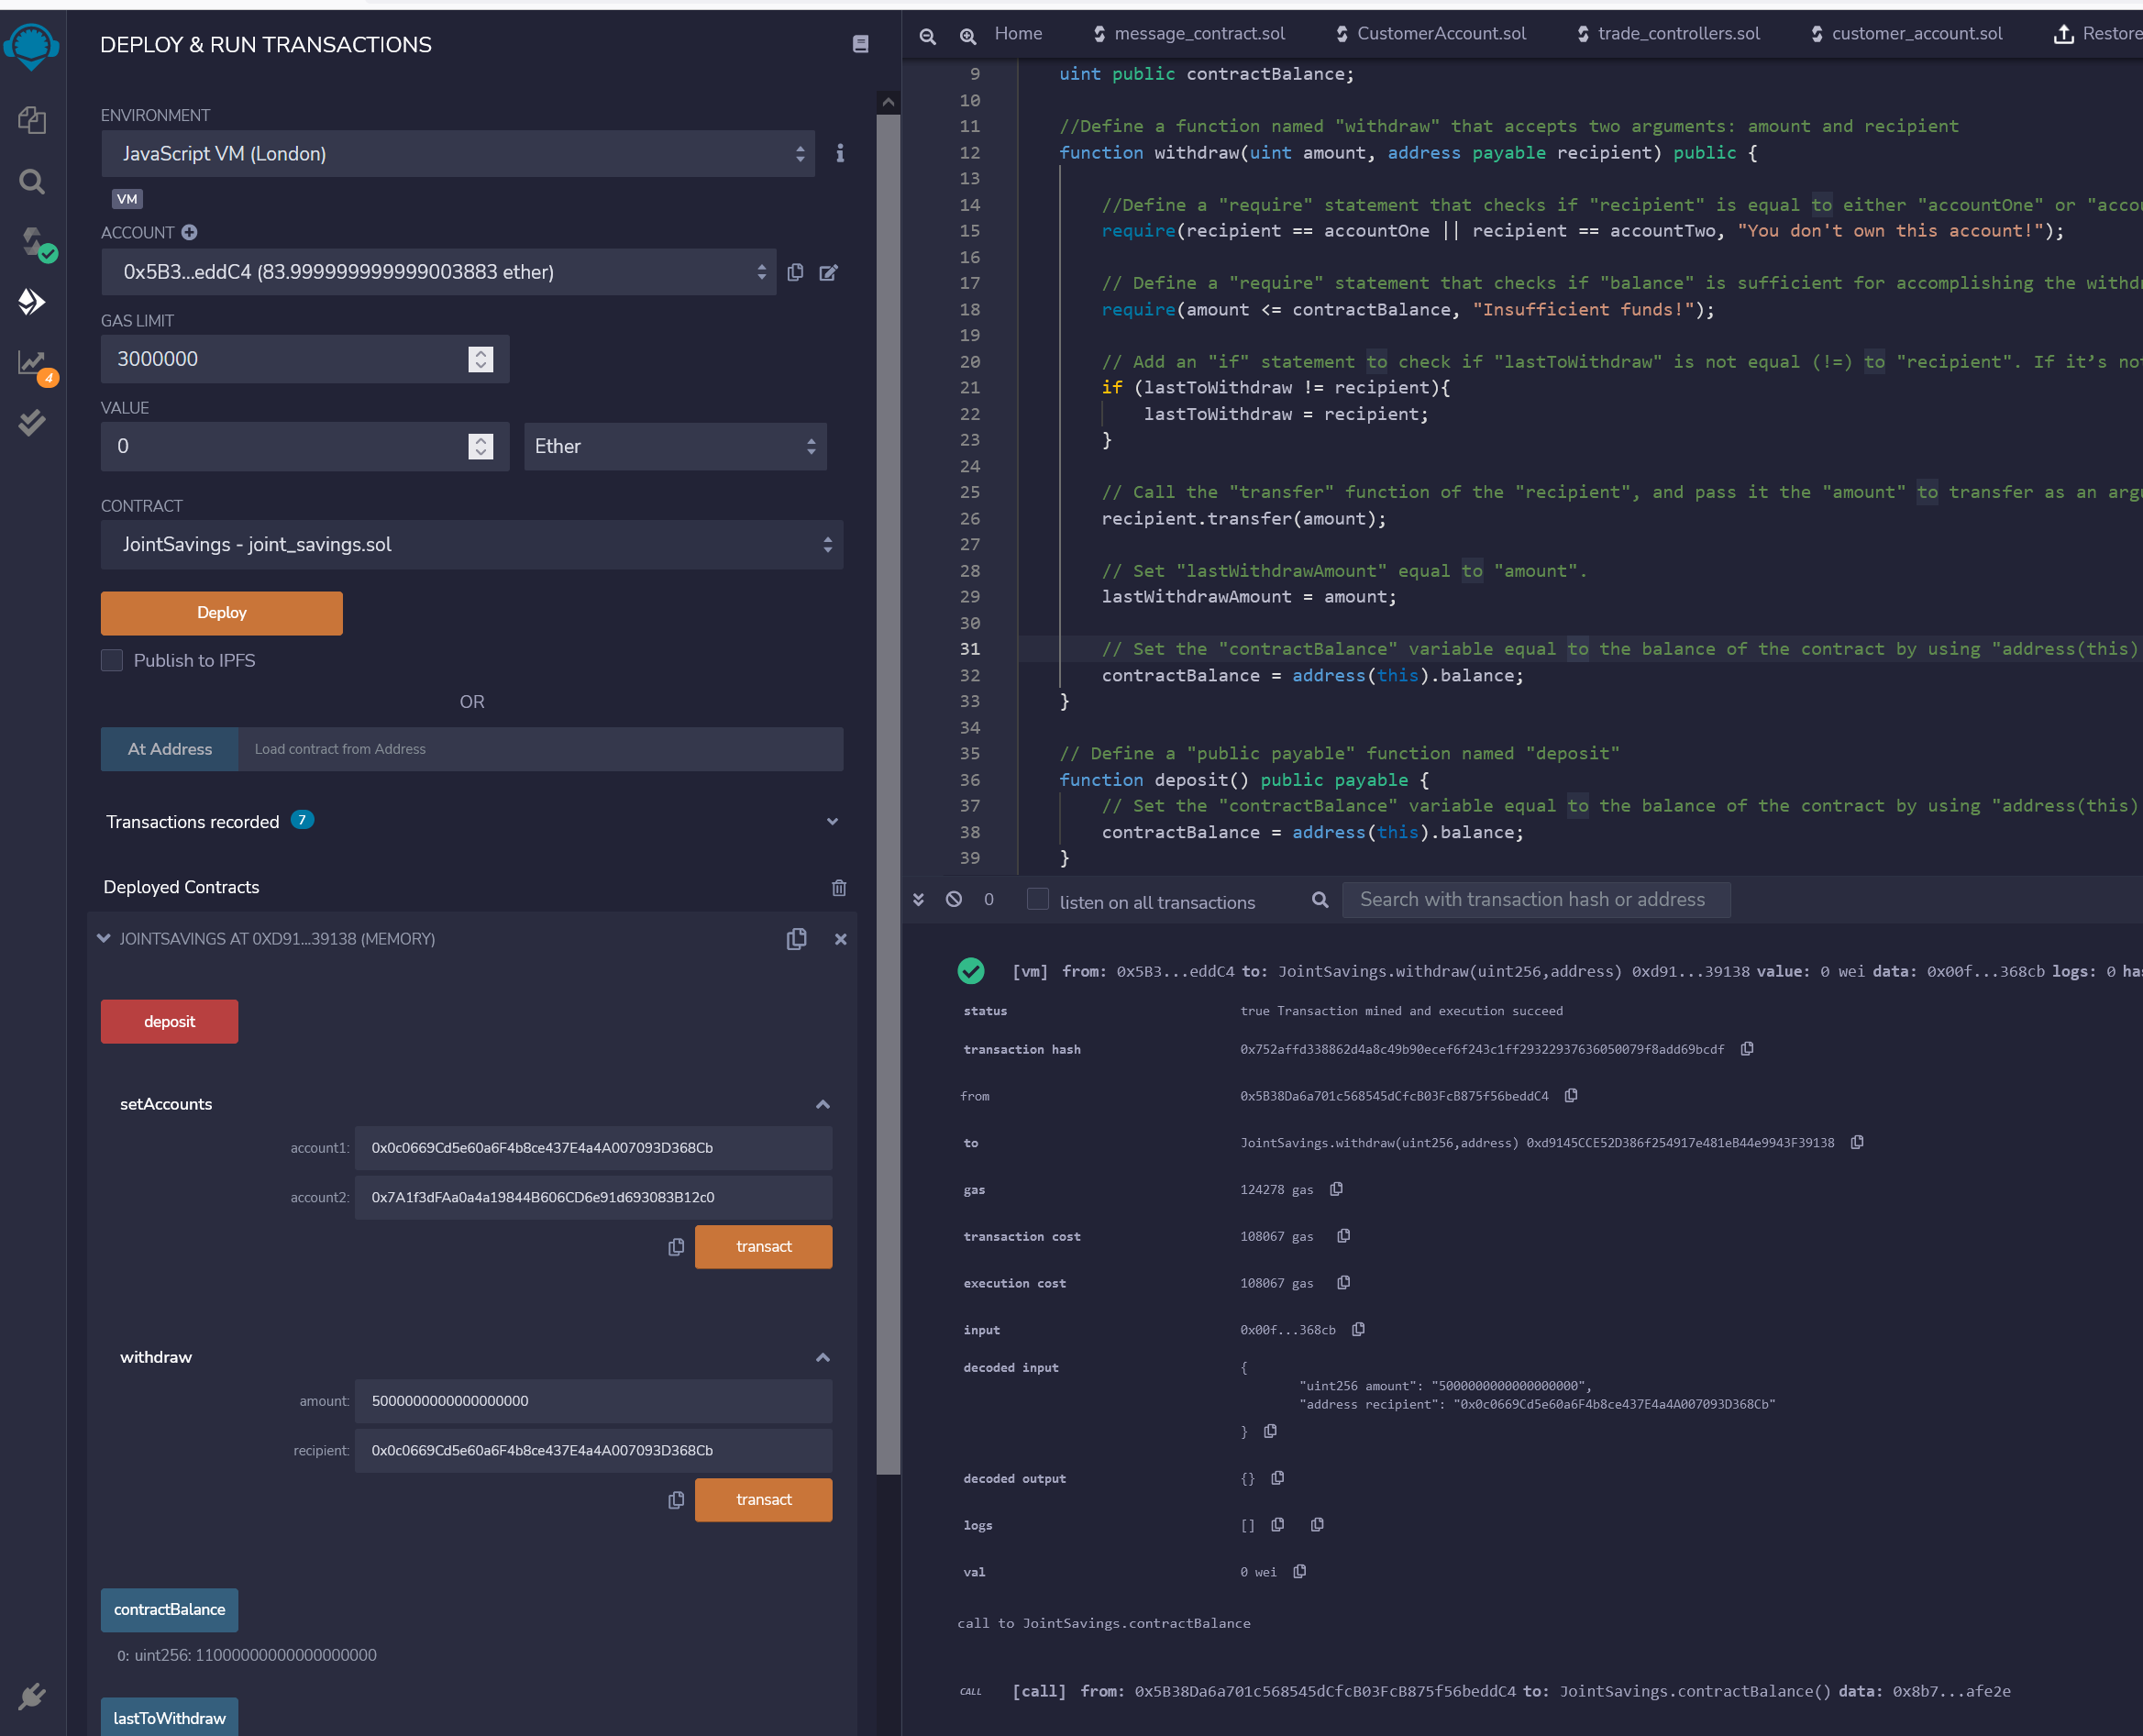 DEPLOY & RUN TRANSACTIONS
ENVIRONMENT
JavaScript VM (London)
VM
ACCOUNT
0x5B3...eddC4 (83.999999999999003883 ether)
GAS LIMIT
3000000
VALUE
0
Ether
CONTRACT
JointSavings - joint_savings.sol
Deploy
Publish to IPFS
OR
At Address
Load contract from Address
Transactions recorded 7
Deployed Contracts
JOINTSAVINGS AT 0XD91...39138 (MEMORY)
deposit
setAccounts
account1: 0x0c0669Cd5e60a6F4b8ce437E4a4A007093D368Cb
account2: 0x7A1f3dFAa0a4a19844B606CD6e91d693083B12c0
transact
withdraw
amount: 5000000000000000000
recipient: 0x0c0669Cd5e60a6F4b8ce437E4a4A007093D368Cb
transact
contractBalance
0: uint256: 11000000000000000000
lastToWithdraw
4
Home message_contract.sol CustomerAccount.sol trade_controllers.sol customer_account.sol Restore
9 uint public contractBalance;
10
11 //Define a function named "withdraw" that accepts two arguments: amount and recipient
12 function withdraw(uint amount, address payable recipient) public {
13
14 //Define a "require" statement that checks if "recipient" is equal to either "accountOne" or "accou
15 require(recipient == accountOne || recipient == accountTwo, "You don't own this account!");
16
17 // Define a "require" statement that checks if "balance" is sufficient for accomplishing the withdr
18 require(amount <= contractBalance, "Insufficient funds!");
19
20 // Add an "if" statement to check if "lastToWithdraw" is not equal (!=) to "recipient". If it’s no
21 if (lastToWithdraw != recipient){
22 lastToWithdraw = recipient;
23 }
24
25 // Call the "transfer" function of the "recipient", and pass it the "amount" to transfer as an arg
26 recipient.transfer(amount);
27
28 // Set "lastWithdrawAmount" equal to "amount".
29 lastWithdrawAmount = amount;
30
31 // Set the "contractBalance" variable equal to the balance of the contract by using "address(this)
32 contractBalance = address(this).balance;
33 }
34
35 // Define a "public payable" function named "deposit"
36 function deposit() public payable {
37 // Set the "contractBalance" variable equal to the balance of the contract by using "address(this)
38 contractBalance = address(this).balance;
39 }
0 listen on all transactions Search with transaction hash or address
[vm] from: 0x5B3...eddC4 to: JointSavings.withdraw(uint256,address) 0xd91...39138 value: 0 wei data: 0x00f...368cb logs: 0 ha
status true Transaction mined and execution succeed
transaction hash 0x752affd338862d4a8c49b90ecef6f243c1ff29322937636050079f8add69bcdf
from 0x5B38Da6a701c568545dCfcB03FcB875f56beddC4
to JointSavings.withdraw(uint256,address) 0xd9145CCE52D386f254917e481eB44e9943F39138
gas 124278 gas
transaction cost 108067 gas
execution cost 108067 gas
input 0x00f...368cb
decoded input {
"uint256 amount": "5000000000000000000",
"address recipient": "0x0c0669Cd5e60a6F4b8ce437E4a4A007093D368Cb"
}
decoded output {}
logs []
val 0 wei
call to JointSavings.contractBalance
CALL [call] from: 0x5B38Da6a701c568545dCfcB03FcB875f56beddC4 to: JointSavings.contractBalance() data: 0x8b7...afe2e